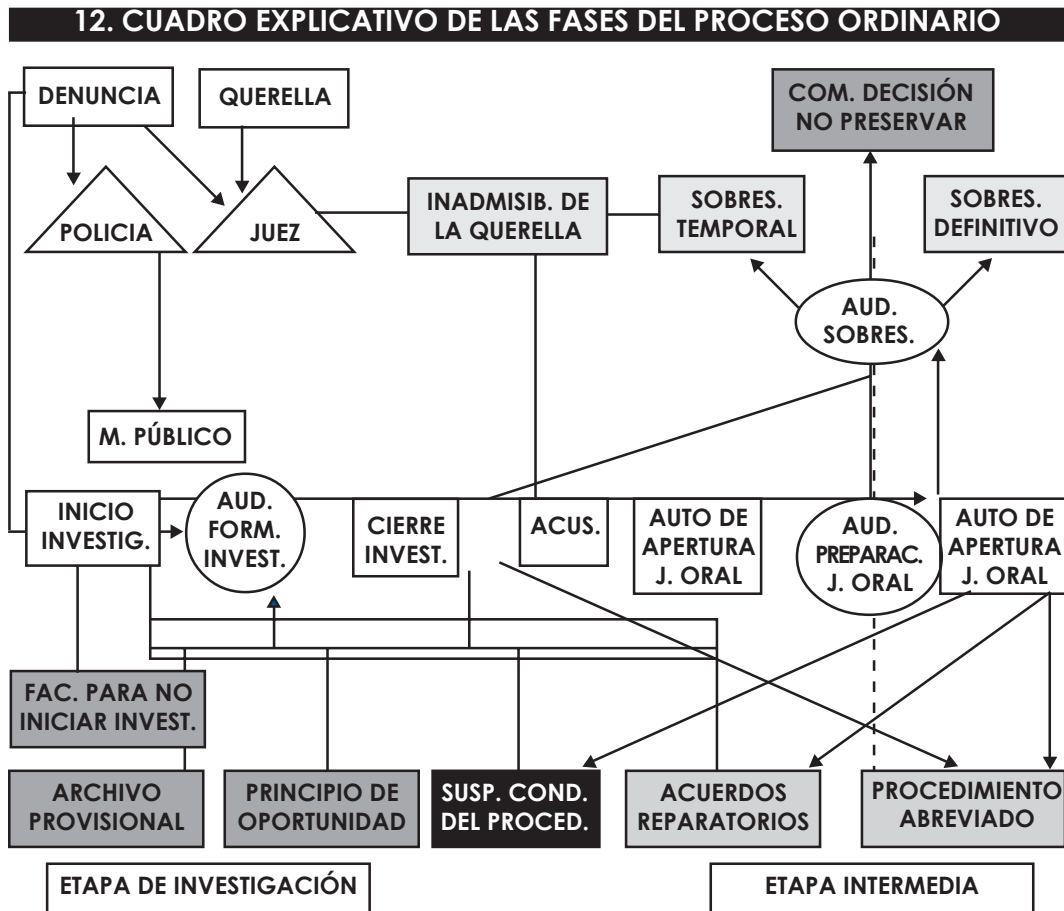 12. CUADRO EXPLICATIVO DE LAS FASES DEL PROCESO ORDINARIO
DENUNCIA
QUERELLA
COM. DECISIÓN
NO PRESERVAR
POLICIA
JUEZ
INADMISIB. DE
LA QUERELLA
SOBRES.
TEMPORAL
SOBRES.
DEFINITIVO
AUD.
SOBRES.
M. PÚBLICO
INICIO
INVESTIG.
AUD.
FORM.
INVEST.
CIERRE
INVEST.
ACUS.
AUTO DE
APERTURA
J. ORAL
AUD.
PREPARAC.
J. ORAL
AUTO DE
APERTURA
J. ORAL
FAC. PARA NO
INICIAR INVEST.
ARCHIVO
PROVISIONAL
PRINCIPIO DE
OPORTUNIDAD
SUSP. COND.
DEL PROCED.
ACUERDOS
REPARATORIOS
PROCEDIMIENTO
ABREVIADO
ETAPA DE INVESTIGACIÓN
ETAPA INTERMEDIA